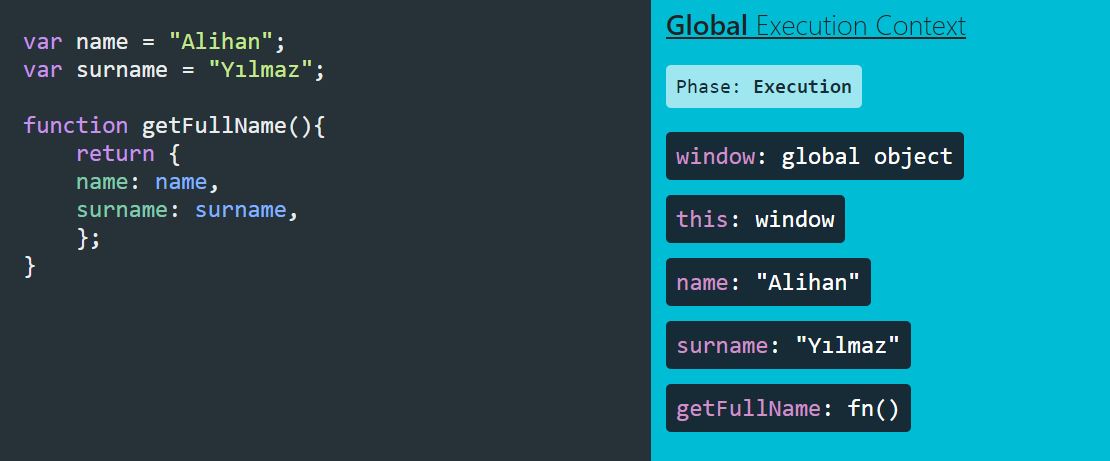 var name = "Alihan";
var surname = "Yılmaz";
function getFullName(){
return {
name: name,
surname: surname,
};
}
Global Execution Context
Phase: Execution
window: global object
this: window
name: "Alihan"
surname: "Yılmaz"
getFullName: fn()